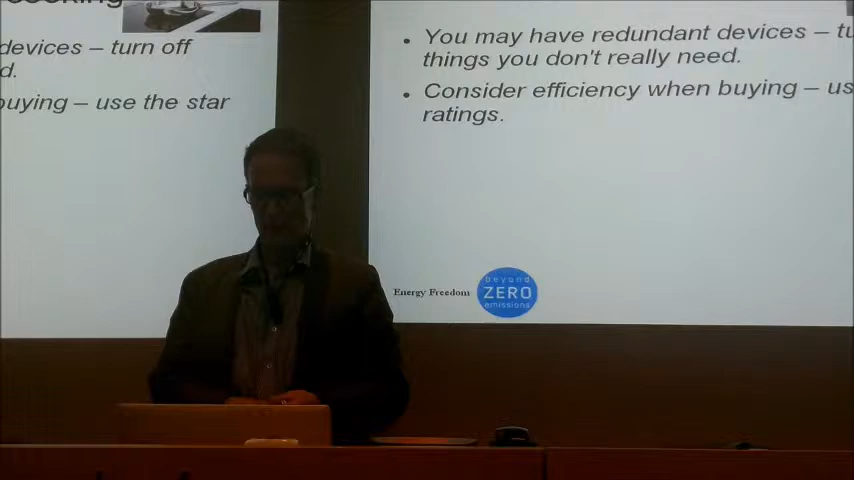 cooking
devices – turn off
d.
buying – use the star
• You may have redundant devices – tu
things you don't really need.
• Consider efficiency when buying – us
ratings.
Energy Freedom
beyond
ZERO
emissions